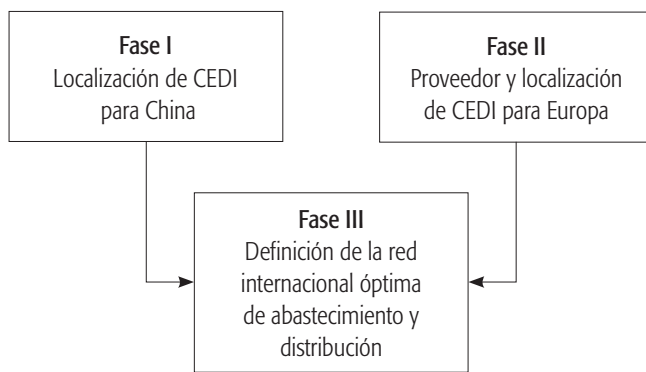 Fase I
Localización de CEDI
para China
Fase II
Proveedor y localización
de CEDI para Europa
Fase III
Definición de la red
internacional óptima
de abastecimiento y
distribución